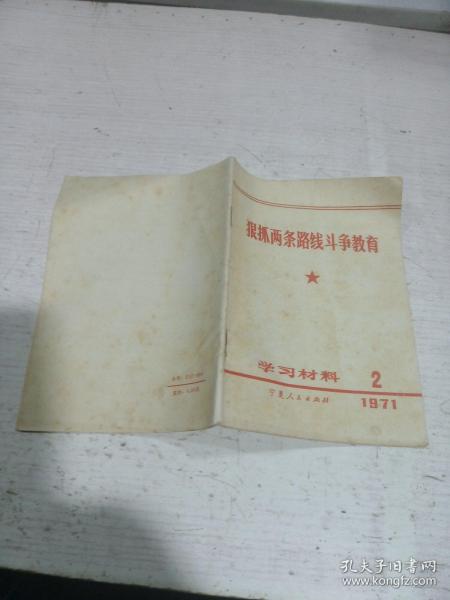 狠抓两条路线斗争教育
学习材料 2
宁夏人民出版社 1971
孔夫子旧书网
www.kongfz.com